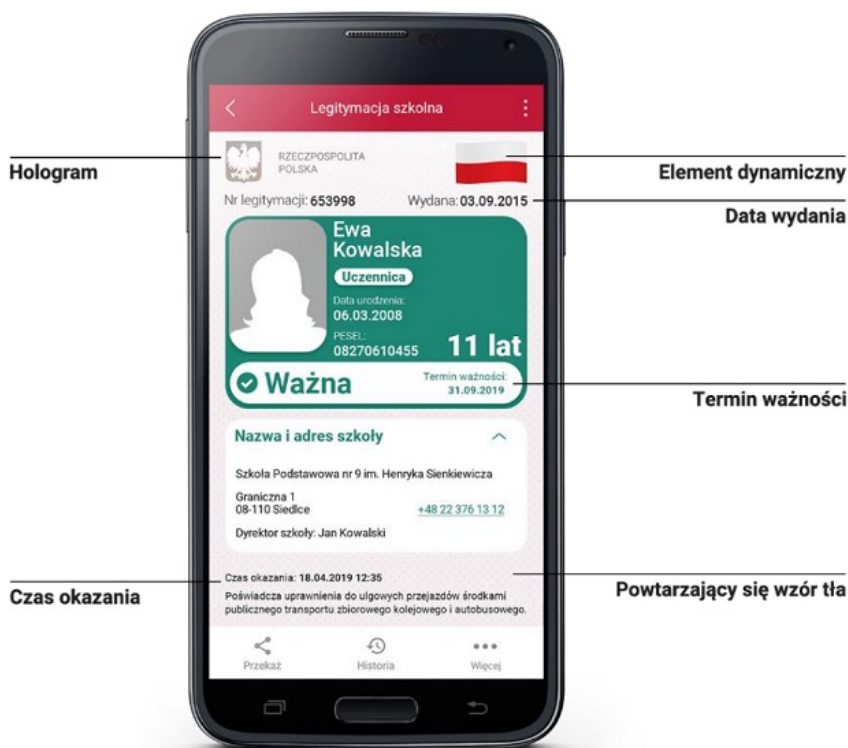 Legitymacja szkolna
Hologram
RZECZPOSPOLITA
POLSKA
Element dynamiczny
Nr legitymacji: 653998
Wydana: 03.09.2015
Data wydania
Ewa
Kowalska
Uczennica
Data urodzenia:
06.03.2008
PESEL:
08270610455
11 lat
Ważna
Termin ważności:
31.09.2019
Termin ważności
Nazwa i adres szkoły
Szkoła Podstawowa nr 9 im. Henryka Sienkiewicza
Graniczna 1
08-110 Siedlce
+48 22 376 13 12
Dyrektor szkoły: Jan Kowalski
Czas okazania: 18.04.2019 12:35
Czas okazania
Powtarzający się wzór tła
Poświadcza uprawnienia do ulgowych przejazdów środkami
publicznego transportu zbiorowego kolejowego i autobusowego.
Przekaż
Historia
Więcej